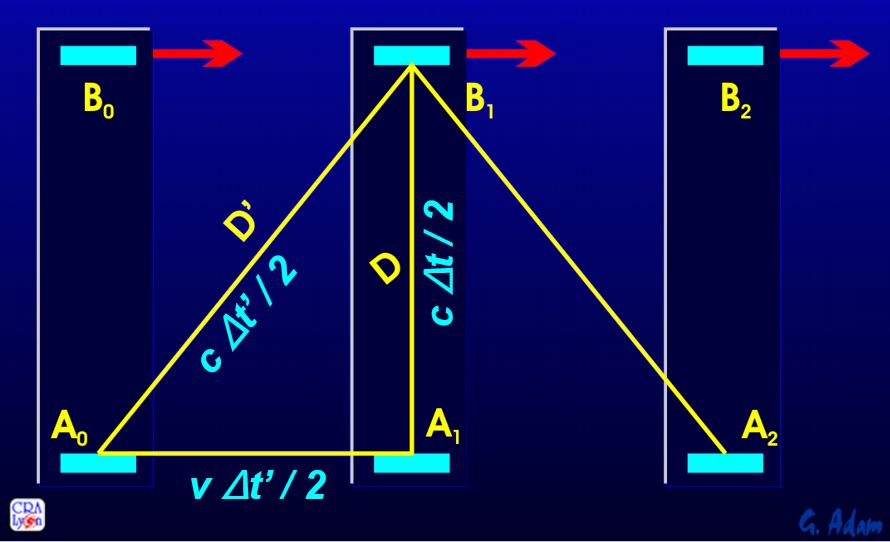 B₀
B₁
B₂
D’
c Δt’ / 2
D
c Δt / 2
A₀
A₁
A₂
v Δt’ / 2
CRA
Lyon
G. Adam